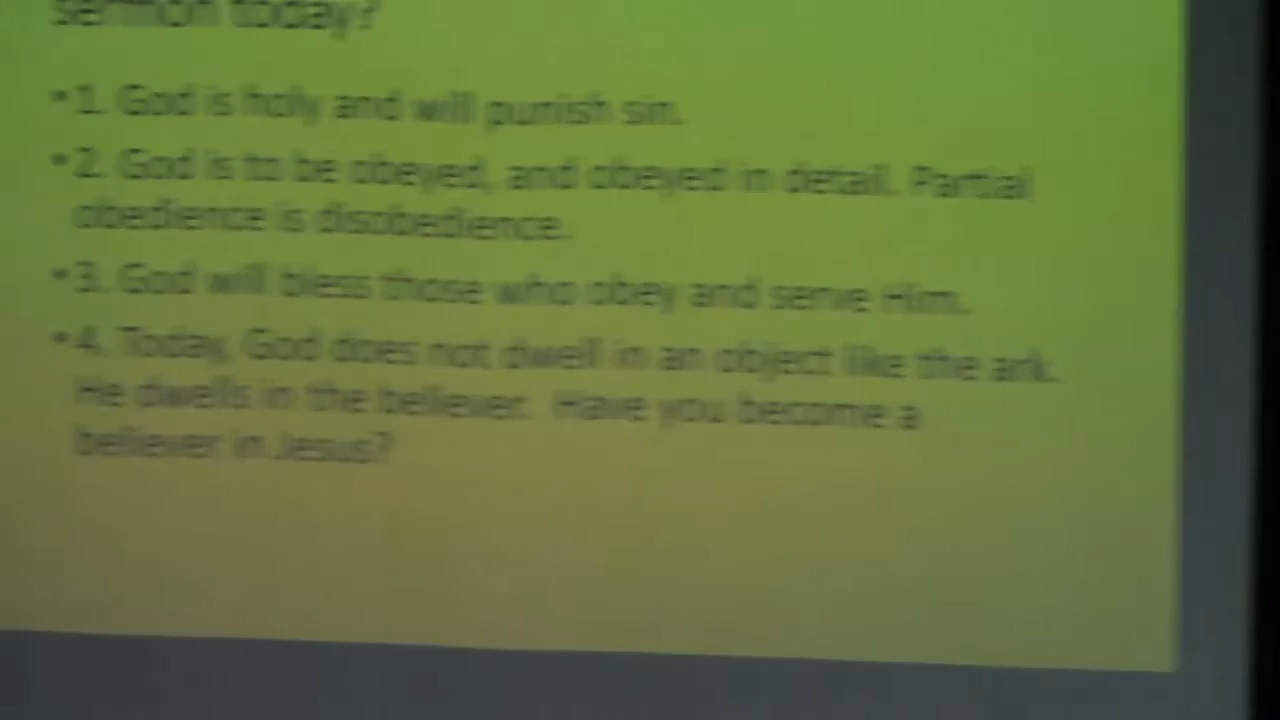 sermon today?
•1. God is holy and will punish sin.
•2. God is to be obeyed, and obeyed in detail. Partial
obedience is disobedience.
•3. God will bless those who obey and serve Him.
•4. Today, God does not dwell in an object like the ark.
He dwells in the believer. Have you become a
believer in Jesus?